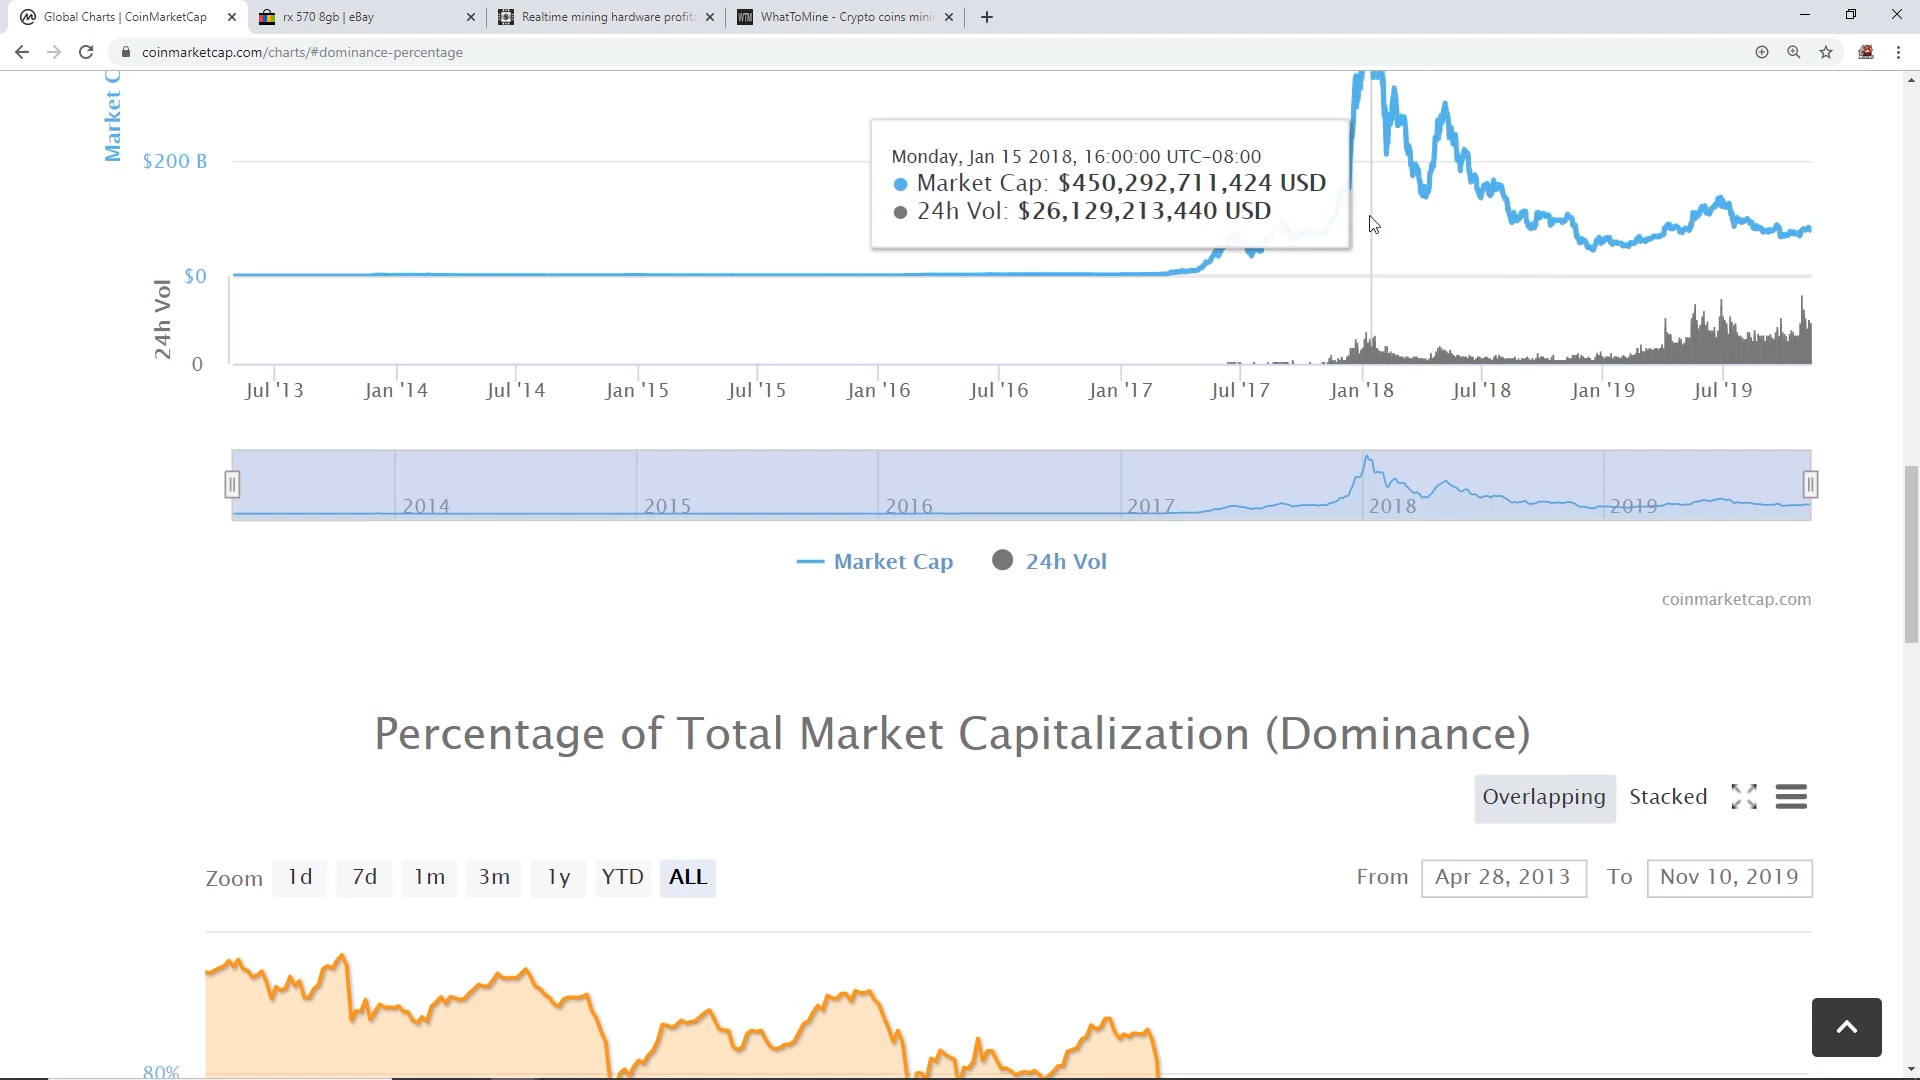 Global Charts | CoinMarketCap
rx 570 8gb | eBay
Realtime mining hardware profita
WTM
WhatToMine - Crypto coins minin
coinmarketcap.com/charts/#dominance-percentage
Market C
$200 B
Monday, Jan 15 2018, 16:00:00 UTC-08:00
Market Cap: $450,292,711,424 USD
24h Vol: $26,129,213,440 USD
$0
24h Vol
0
Jul '13
Jan '14
Jul '14
Jan '15
Jul '15
Jan '16
Jul '16
Jan '17
Jul '17
Jan '18
Jul '18
Jan '19
Jul '19
2014
2015
2016
2017
2018
2019
Market Cap
24h Vol
coinmarketcap.com
Percentage of Total Market Capitalization (Dominance)
Overlapping
Stacked
Zoom
1d
7d
1m
3m
1y
YTD
ALL
From
Apr 28, 2013
To
Nov 10, 2019
80%